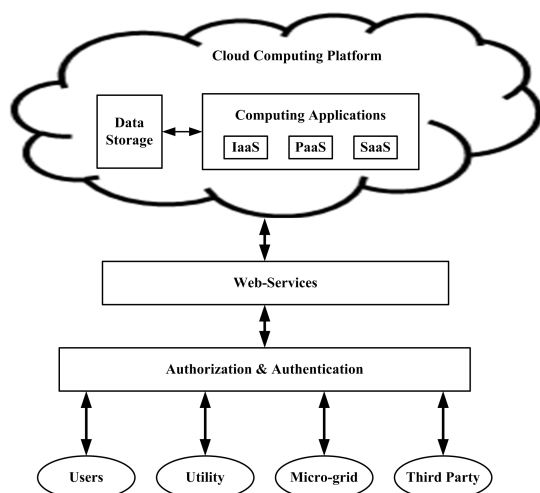 Cloud Computing Platform
Data
Storage
Computing Applications
IaaS
PaaS
SaaS
Web-Services
Authorization & Authentication
Users
Utility
Micro-grid
Third Party